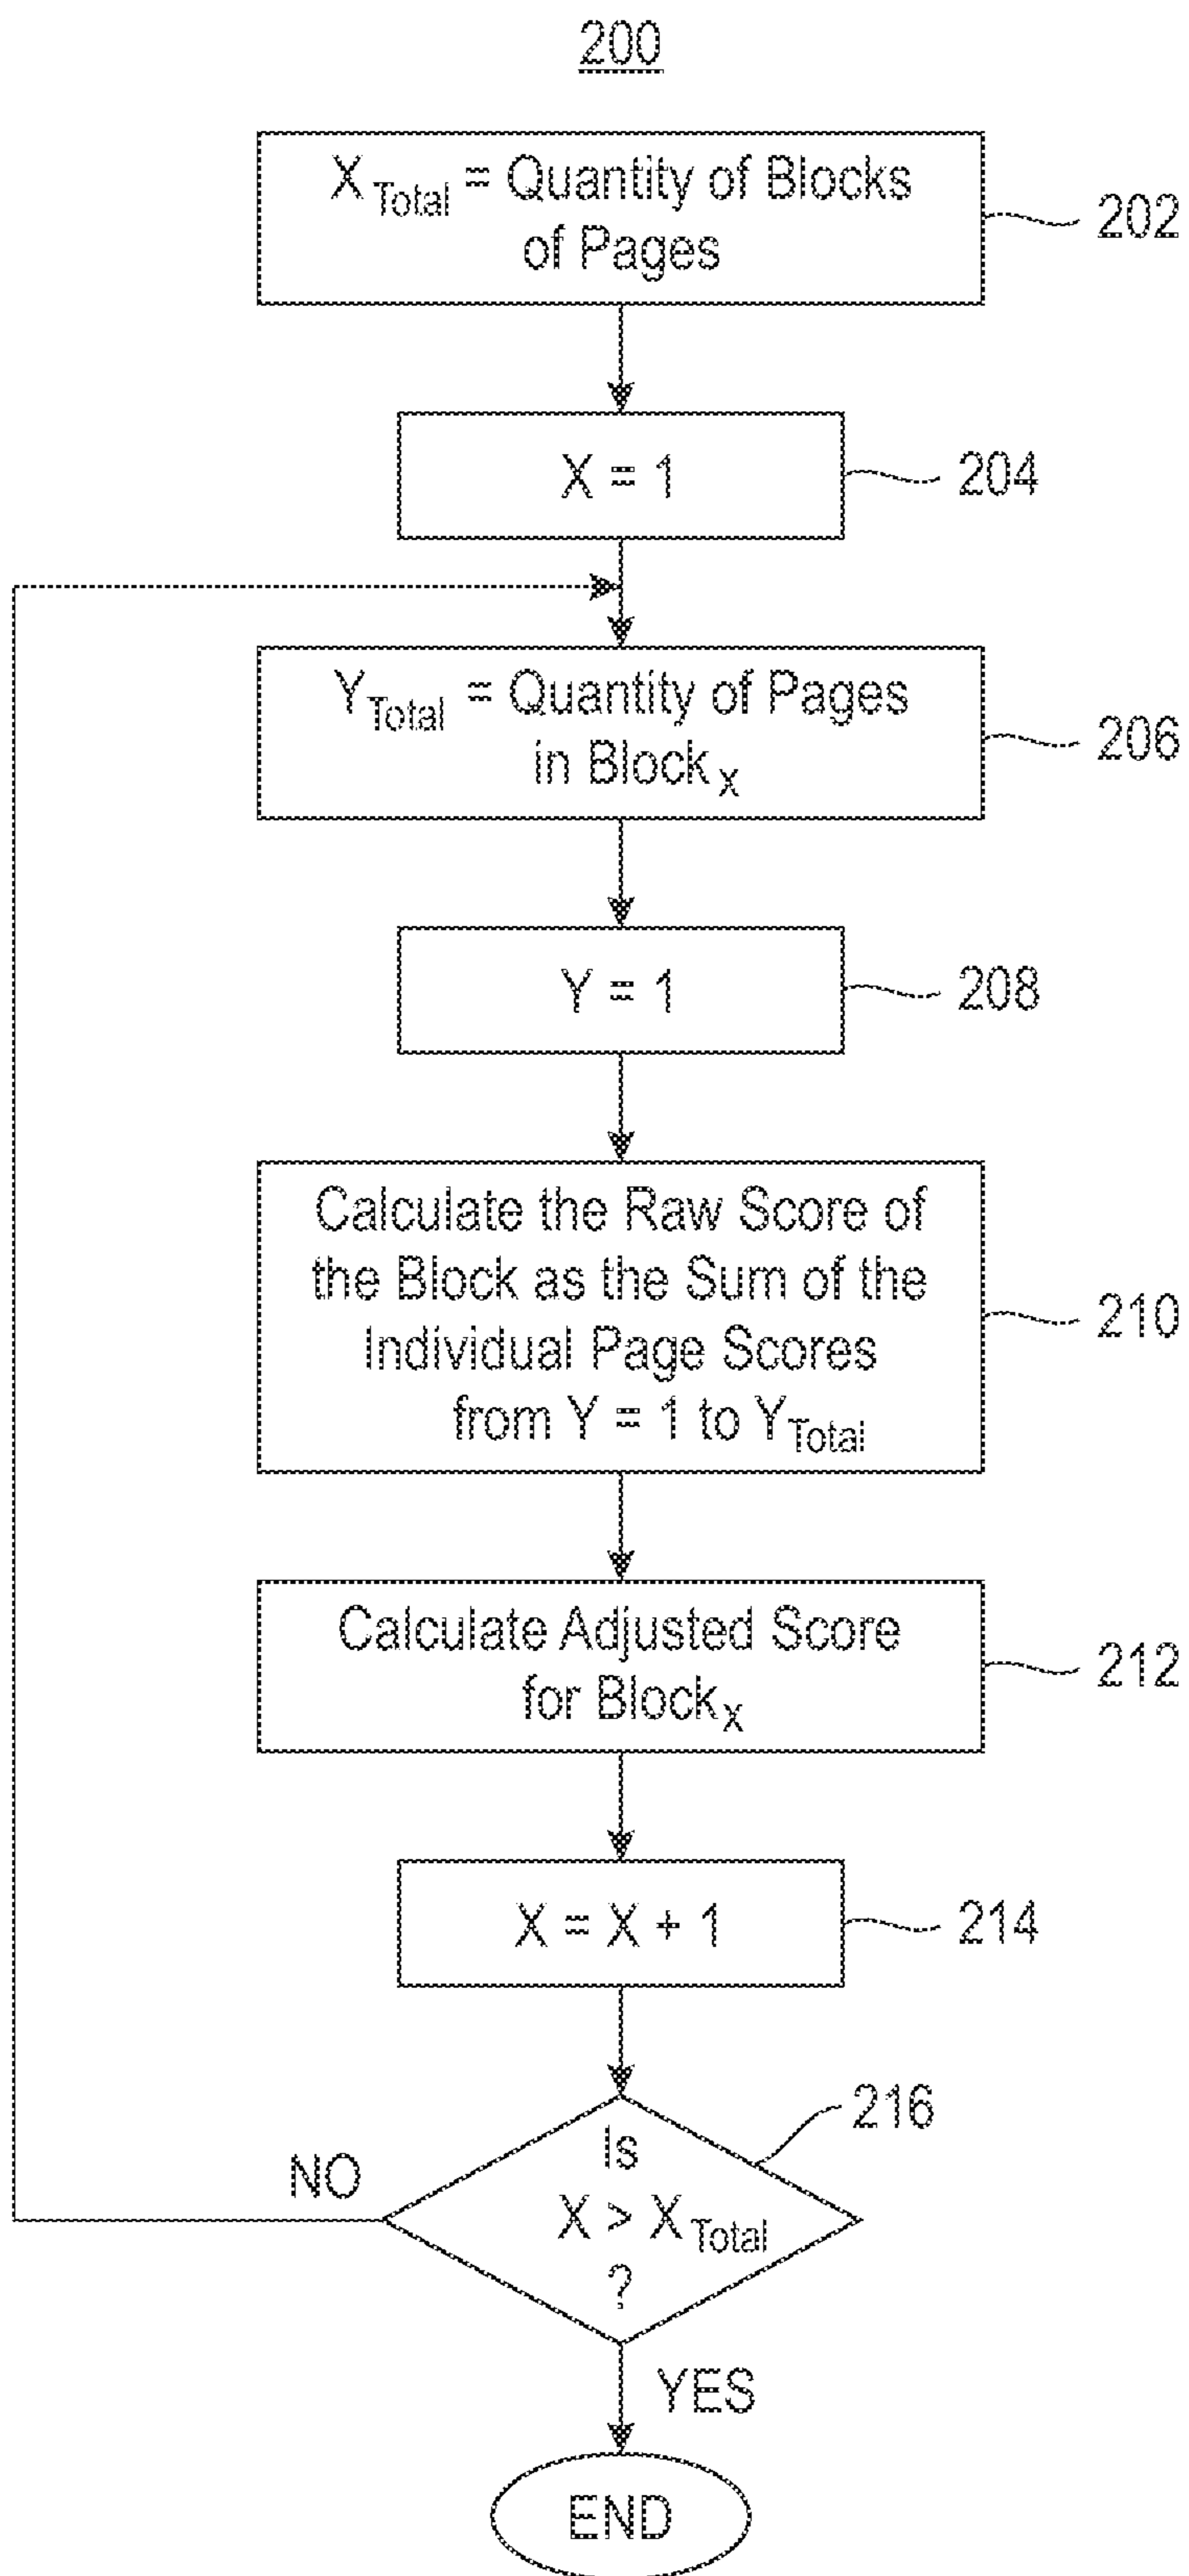 200
X Total = Quantity of Blocks
of Pages
202
X = 1
204
Y Total = Quantity of Pages
in Block X
206
Y = 1
208
Calculate the Raw Score of
the Block as the Sum of the
Individual Page Scores
from Y = 1 to Y Total
210
Calculate Adjusted Score
for Block X
212
X = X + 1
214
216
Is
X > X Total
?
NO
YES
END